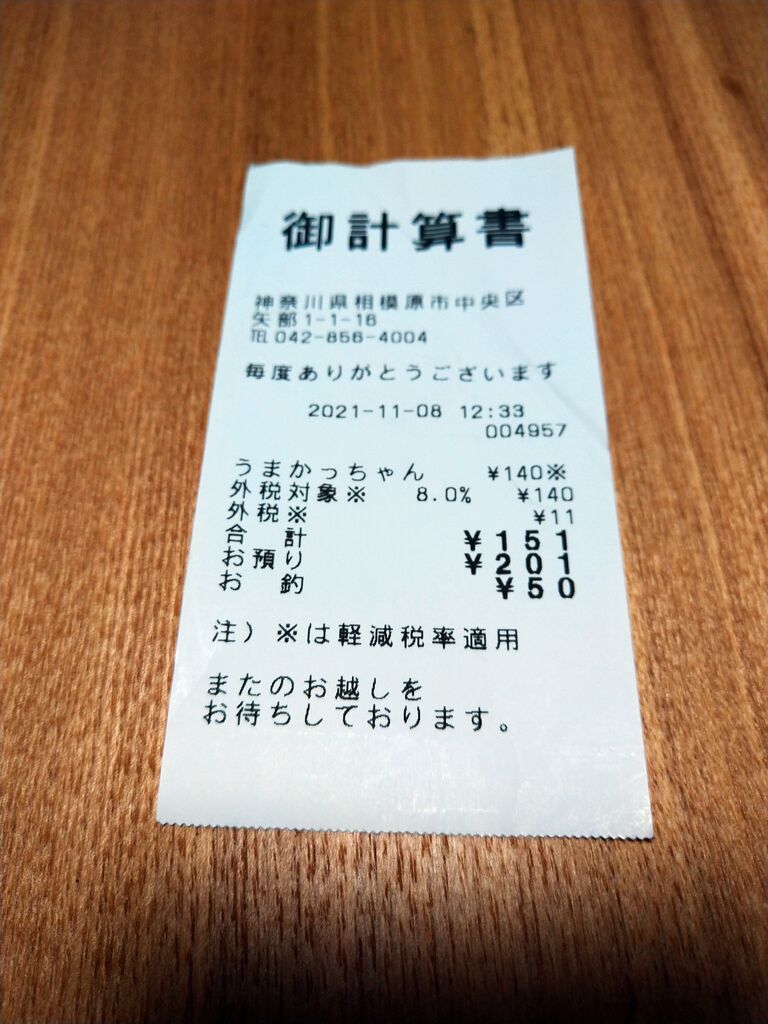 御計算書
神奈川県相模原市中央区
矢部1-1-16
℡042-856-4004
毎度ありがとうございます
2021-11-08 12:33
004957
うまかっちゃん ¥140※
外税対象※ 8.0% ¥140
外税※ ¥11
合 計 ¥151
お預り ¥201
お 釣 ¥50
注)※は軽減税率適用
またのお越しを
お待ちしております。